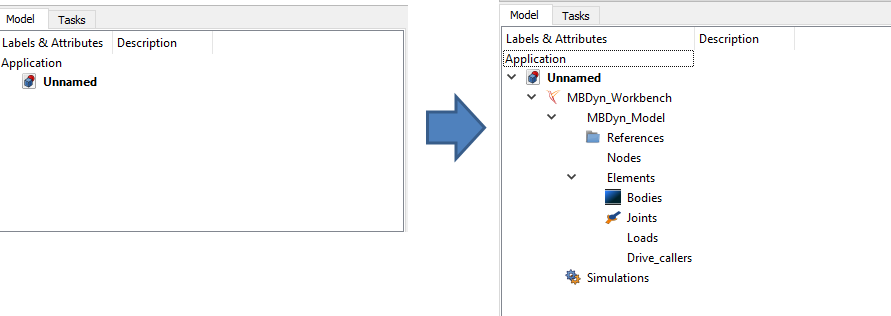 Model Tasks
Labels & Attributes Description
Application
Unnamed
Model Tasks
Labels & Attributes Description
Application
Unnamed
MBDyn_Workbench
MBDyn_Model
References
Nodes
Elements
Bodies
Joints
Loads
Drive_callers
Simulations